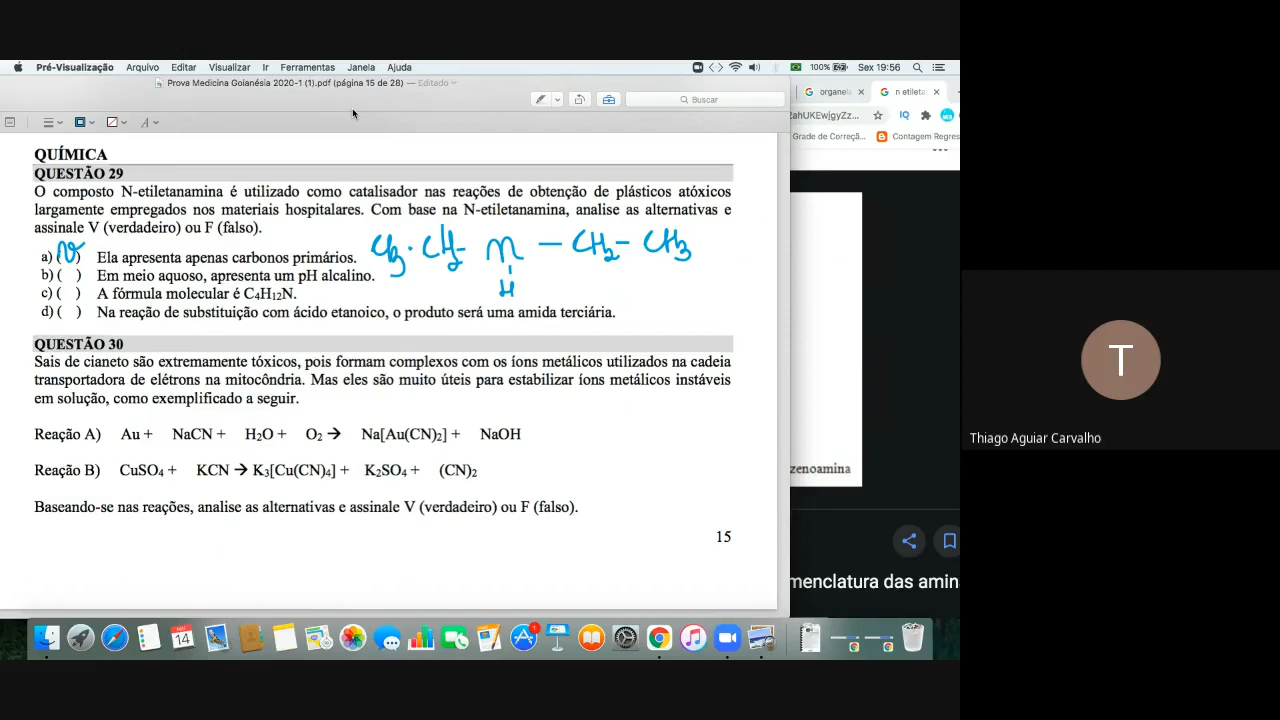 Pré-Visualização Arquivo Editar Visualizar Ir Ferramentas Janela Ajuda 100% Sex 19:56
Prova Medicina Goianésia 2020-1 (1).pdf (página 15 de 28) — Editado
Buscar
organel
n etileta
ahUKEwjgyZz...
IQ
Grade de Correçã...
Contagem Regres
QUÍMICA
QUESTÃO 29
O composto N-etiletanamina é utilizado como catalisador nas reações de obtenção de plásticos atóxicos
largamente empregados nos materiais hospitalares. Com base na N-etiletanamina, analise as alternativas e
assinale V (verdadeiro) ou F (falso).
CH3 · CH2 N — CH2 – CH3
H
a) (V) Ela apresenta apenas carbonos primários.
b) ( ) Em meio aquoso, apresenta um pH alcalino.
c) ( ) A fórmula molecular é C4H12N.
d) ( ) Na reação de substituição com ácido etanoico, o produto será uma amida terciária.
QUESTÃO 30
Sais de cianeto são extremamente tóxicos, pois formam complexos com os íons metálicos utilizados na cadeia
transportadora de elétrons na mitocôndria. Mas eles são muito úteis para estabilizar íons metálicos instáveis
em solução, como exemplificado a seguir.
Reação A) Au + NaCN + H2O + O2 → Na[Au(CN)2] + NaOH
Reação B) CuSO4 + KCN → K3[Cu(CN)4] + K2SO4 + (CN)2
Baseando-se nas reações, analise as alternativas e assinale V (verdadeiro) ou F (falso).
15
zenoamina
menclatura das amin
T
Thiago Aguiar Carvalho
14
1